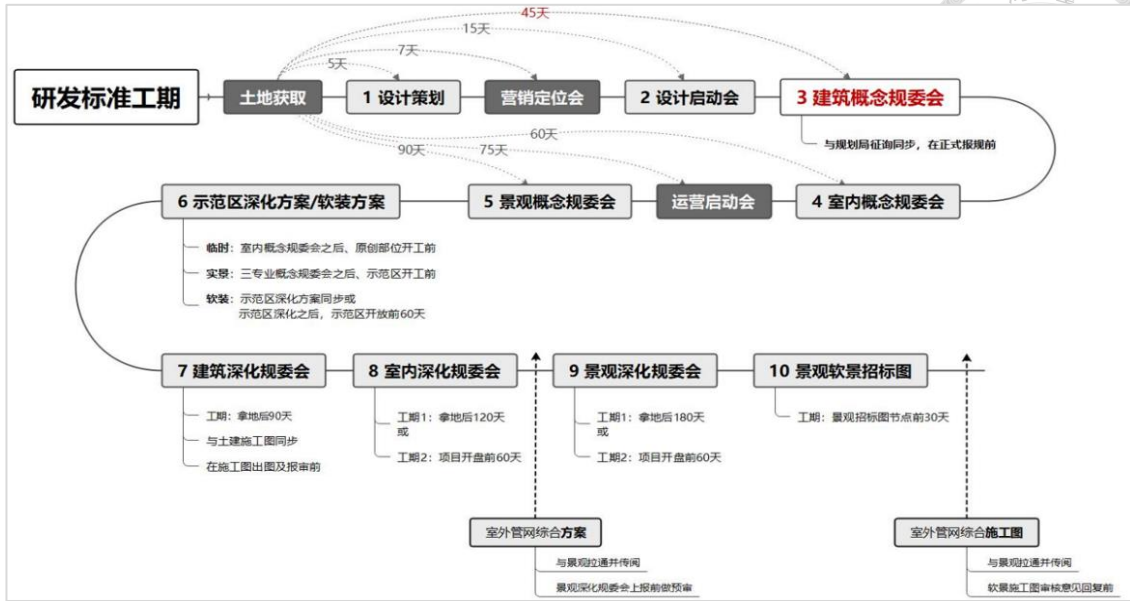 45天
15天
7天
5天
研发标准工期
土地获取
1 设计策划
营销定位会
2 设计启动会
3 建筑概念规委会
与规划局征询同步，在正式报规前
60天
75天
90天
6 示范区深化方案/软装方案
5 景观概念规委会
运营启动会
4 室内概念规委会
临时：室内概念规委会之后、原创部位开工前
实景：三专业概念规委会之后、示范区开工前
软装：示范区深化方案同步或
示范区深化之后，示范区开放前60天
7 建筑深化规委会
8 室内深化规委会
9 景观深化规委会
10 景观软景招标图
工期：拿地后90天
与土建施工图同步
在施工图出图及报审前
工期1：拿地后120天
或
工期2：项目开盘前60天
工期1：拿地后180天
或
工期2：项目开盘前60天
工期：景观招标图节点前30天
室外管网综合方案
与景观拉通并传阅
景观深化规委会上报前做预审
室外管网综合施工图
与景观拉通并传阅
软景施工图审核意见回复前